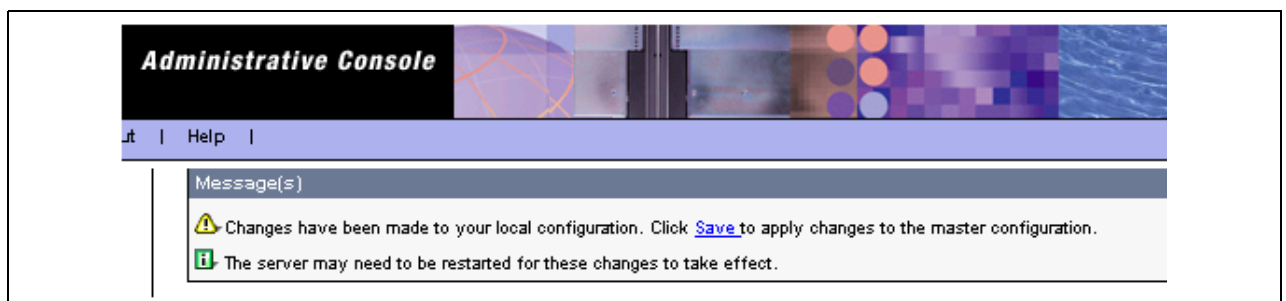 Administrative Console
ut | Help |
Message(s)
Changes have been made to your local configuration. Click Save to apply changes to the master configuration.
The server may need to be restarted for these changes to take effect.